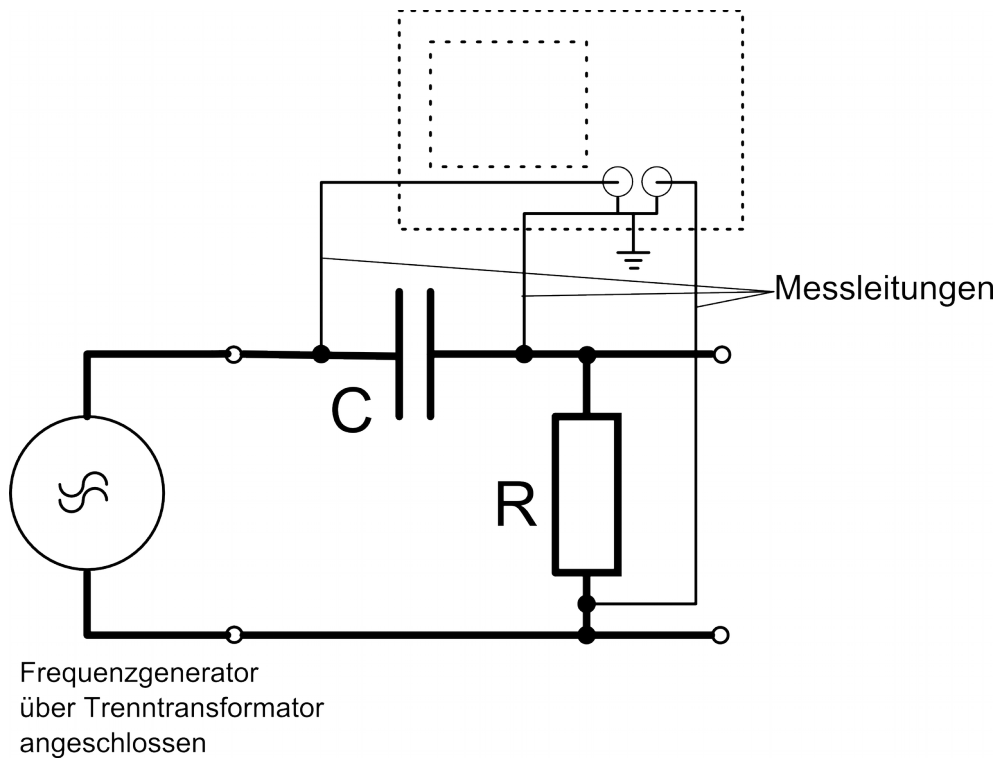 Messleitungen
C
R
Frequenzgenerator
über Trenntransformator
angeschlossen